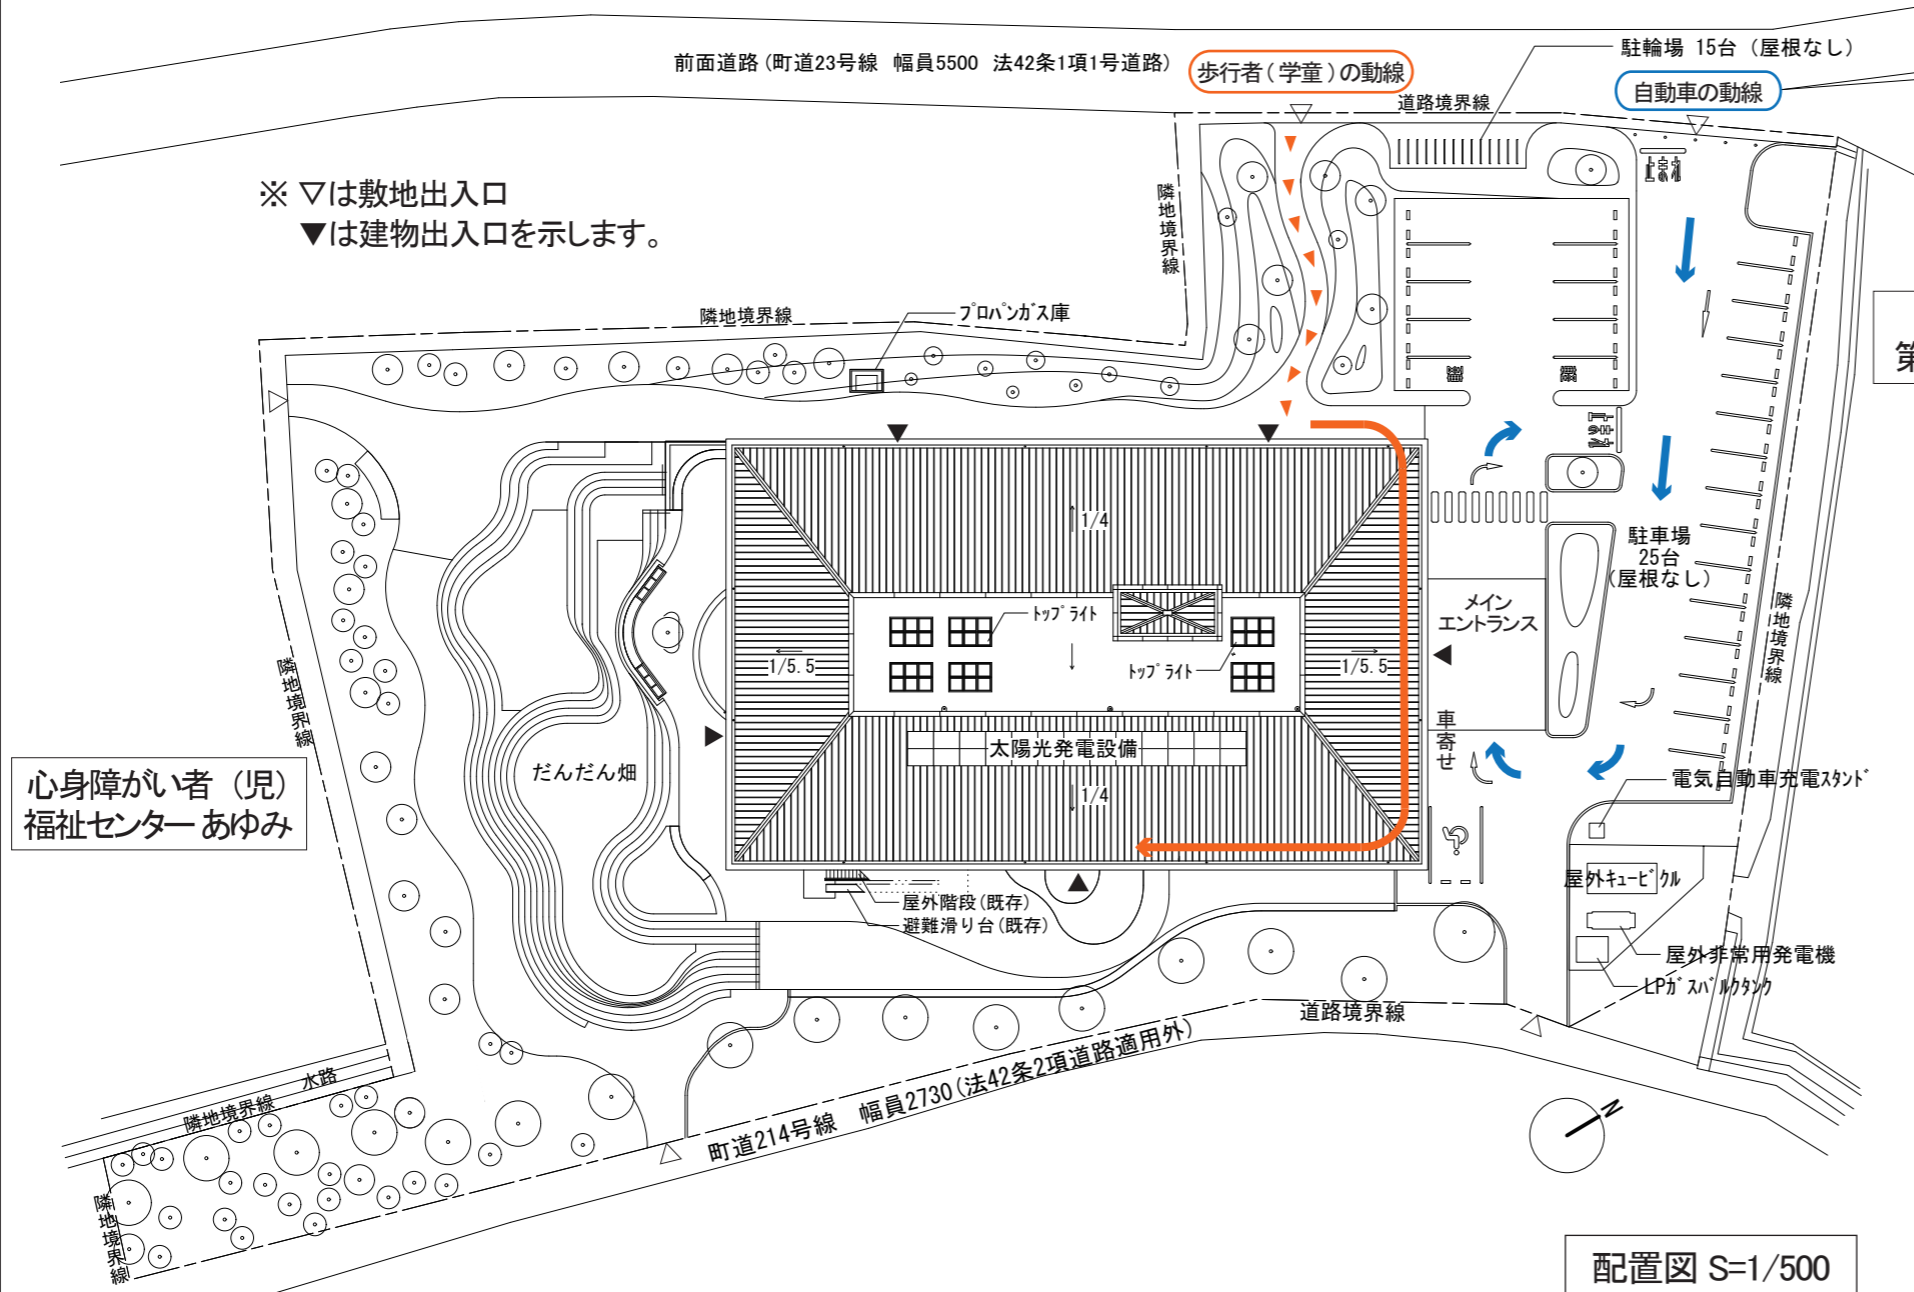 前面道路(町道23号線 幅員5500 法42条1項1号道路)
歩行者(学童)の動線
駐輪場 15台 (屋根なし)
自動車の動線
道路境界線
止まれ
※ ▽は敷地出入口
▼は建物出入口を示します。
隣地境界線
隣地境界線
プロパンガス庫
第
止まれ
1/4
駐車場
25台
(屋根なし)
メイン
エントランス
トップライト
トップライト
1/5.5
1/5.5
隣地境界線
隣地境界線
車寄せ
太陽光発電設備
だんだん畑
1/4
心身障がい者(児)
福祉センター あゆみ
電気自動車充電スタンド
屋外キュービクル
屋外階段(既存)
避難滑り台(既存)
屋外非常用発電機
LPガスバルクタンク
道路境界線
町道214号線 幅員2730(法42条2項道路適用外)
水路
隣地境界線
隣地境界線
N
配置図 S=1/500